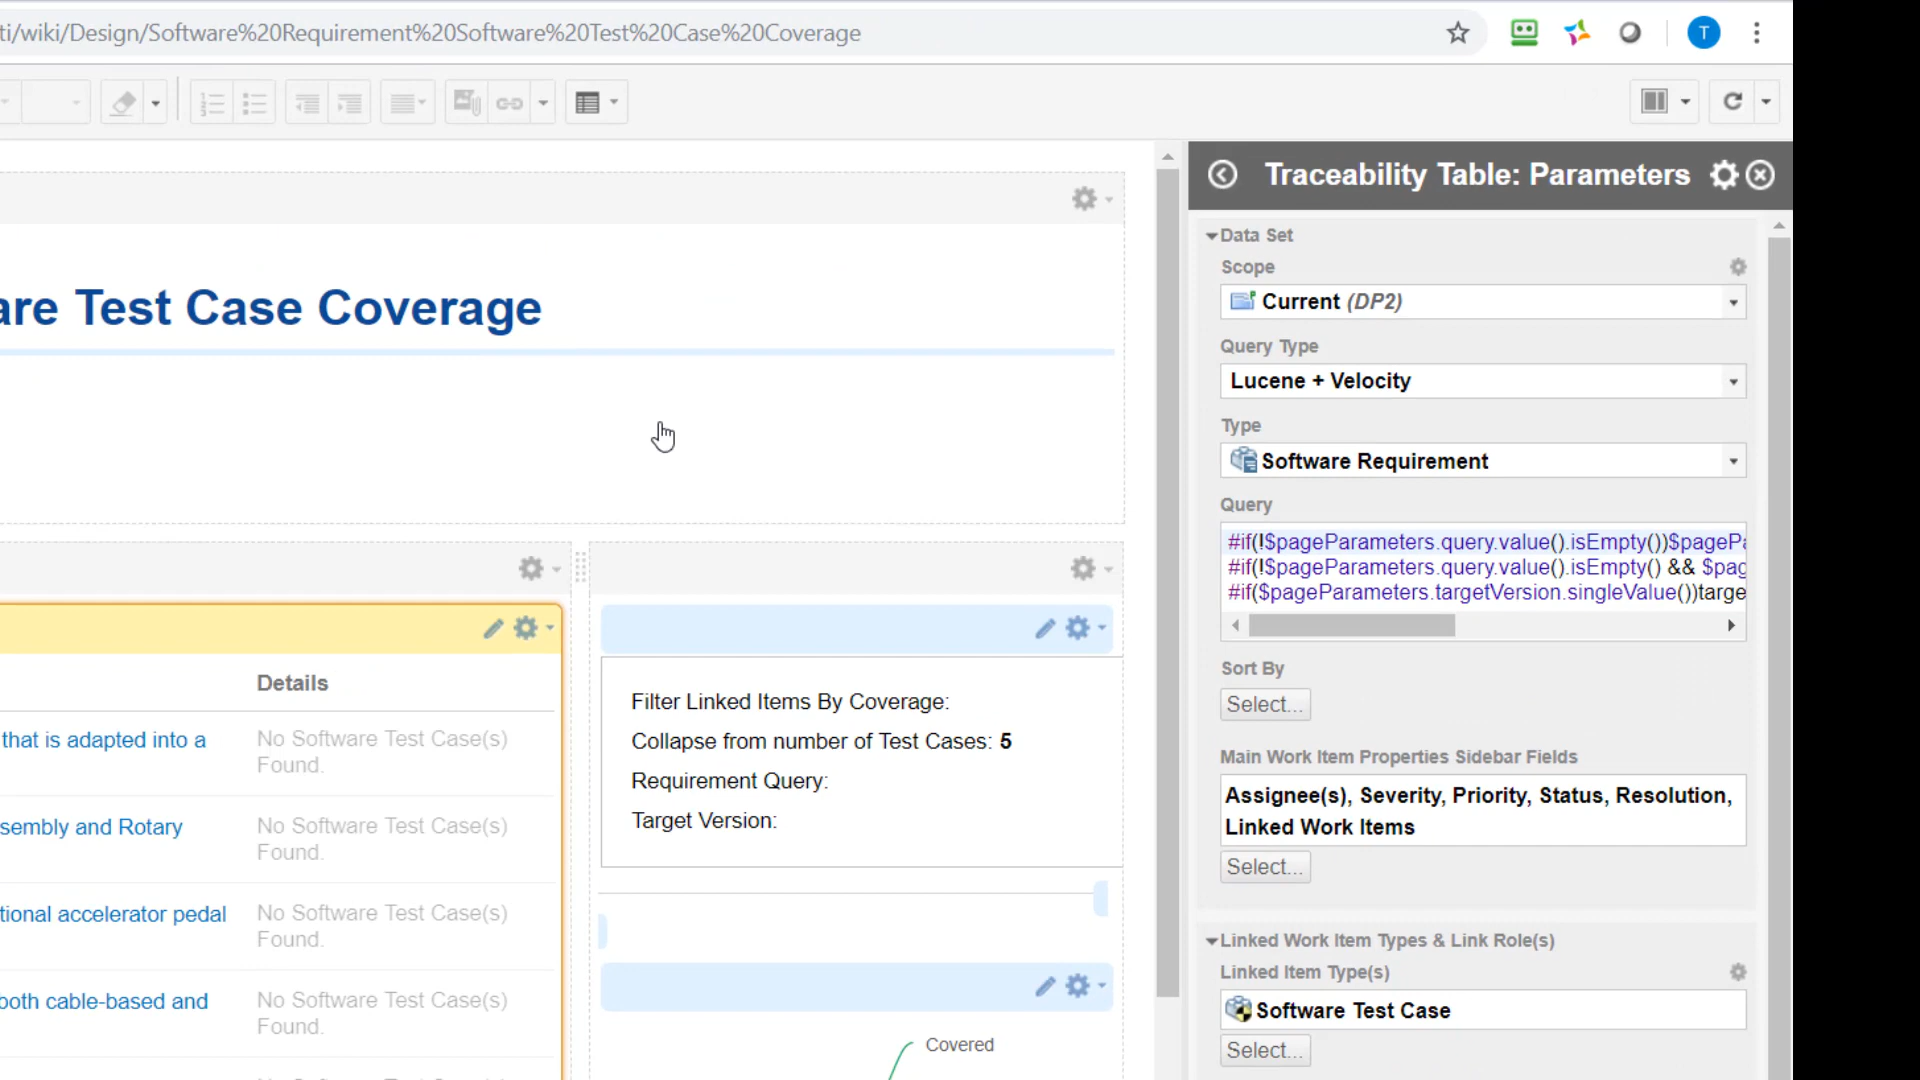 ti/wiki/Design/Software%20Requirement%20Software%20Test%20Case%20Coverage
T
Traceability Table: Parameters
are Test Case Coverage
Details
that is adapted into a
No Software Test Case(s)
Found.
sembly and Rotary
No Software Test Case(s)
Found.
tional accelerator pedal
No Software Test Case(s)
Found.
both cable-based and
No Software Test Case(s)
Found.
Filter Linked Items By Coverage:
Collapse from number of Test Cases: 5
Requirement Query:
Target Version:
Covered
Data Set
Scope
Current (DP2)
Query Type
Lucene + Velocity
Type
Software Requirement
Query
#if(!$pageParameters.query.value().isEmpty())$pagePa
#if(!$pageParameters.query.value().isEmpty() && $pag
#if($pageParameters.targetVersion.singleValue())targe
Sort By
Select...
Main Work Item Properties Sidebar Fields
Assignee(s), Severity, Priority, Status, Resolution,
Linked Work Items
Select...
Linked Work Item Types & Link Role(s)
Linked Item Type(s)
Software Test Case
Select...